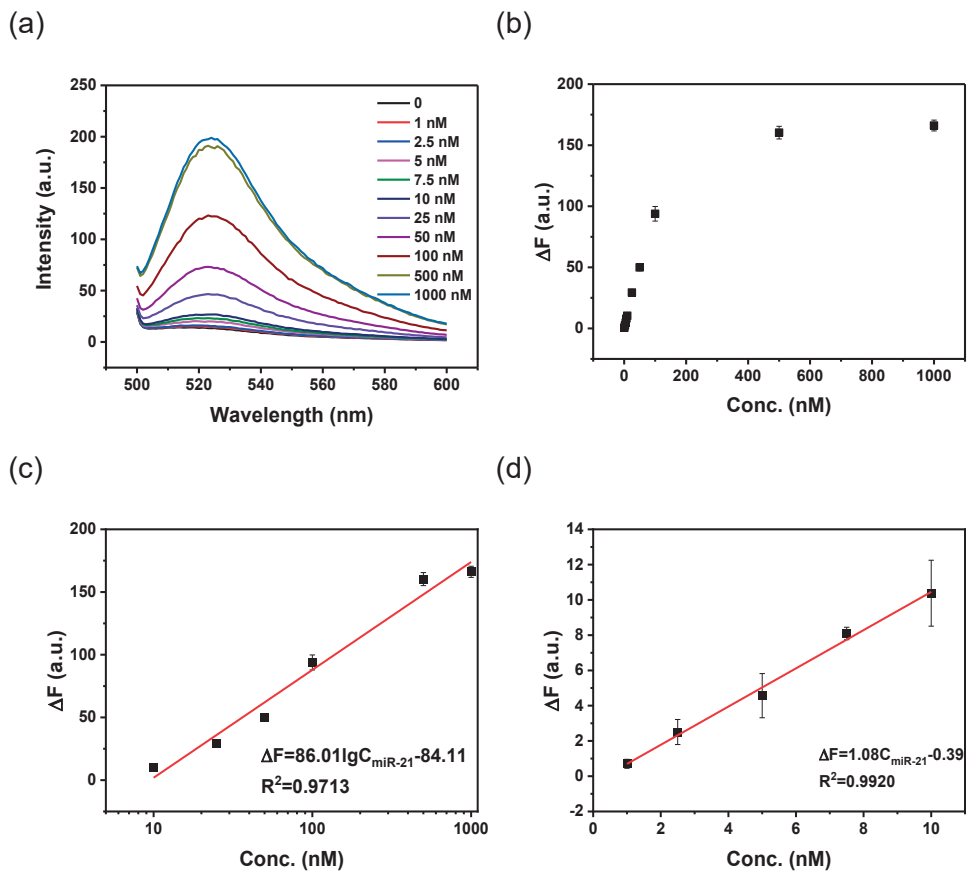 (a)
250
200
150
100
50
0
Intensity (a.u.)
500
520
540
560
580
600
Wavelength (nm)
0
1 nM
2.5 nM
5 nM
7.5 nM
10 nM
25 nM
50 nM
100 nM
500 nM
1000 nM
(b)
200
150
100
50
0
ΔF (a.u.)
0
200
400
600
800
1000
Conc. (nM)
(c)
200
150
100
50
0
ΔF (a.u.)
10
100
1000
Conc. (nM)
ΔF=86.01lgCmiR-21-84.11
R²=0.9713
(d)
14
12
10
8
6
4
2
0
-2
ΔF (a.u.)
0
2
4
6
8
10
Conc. (nM)
ΔF=1.08CmiR-21-0.39
R²=0.9920